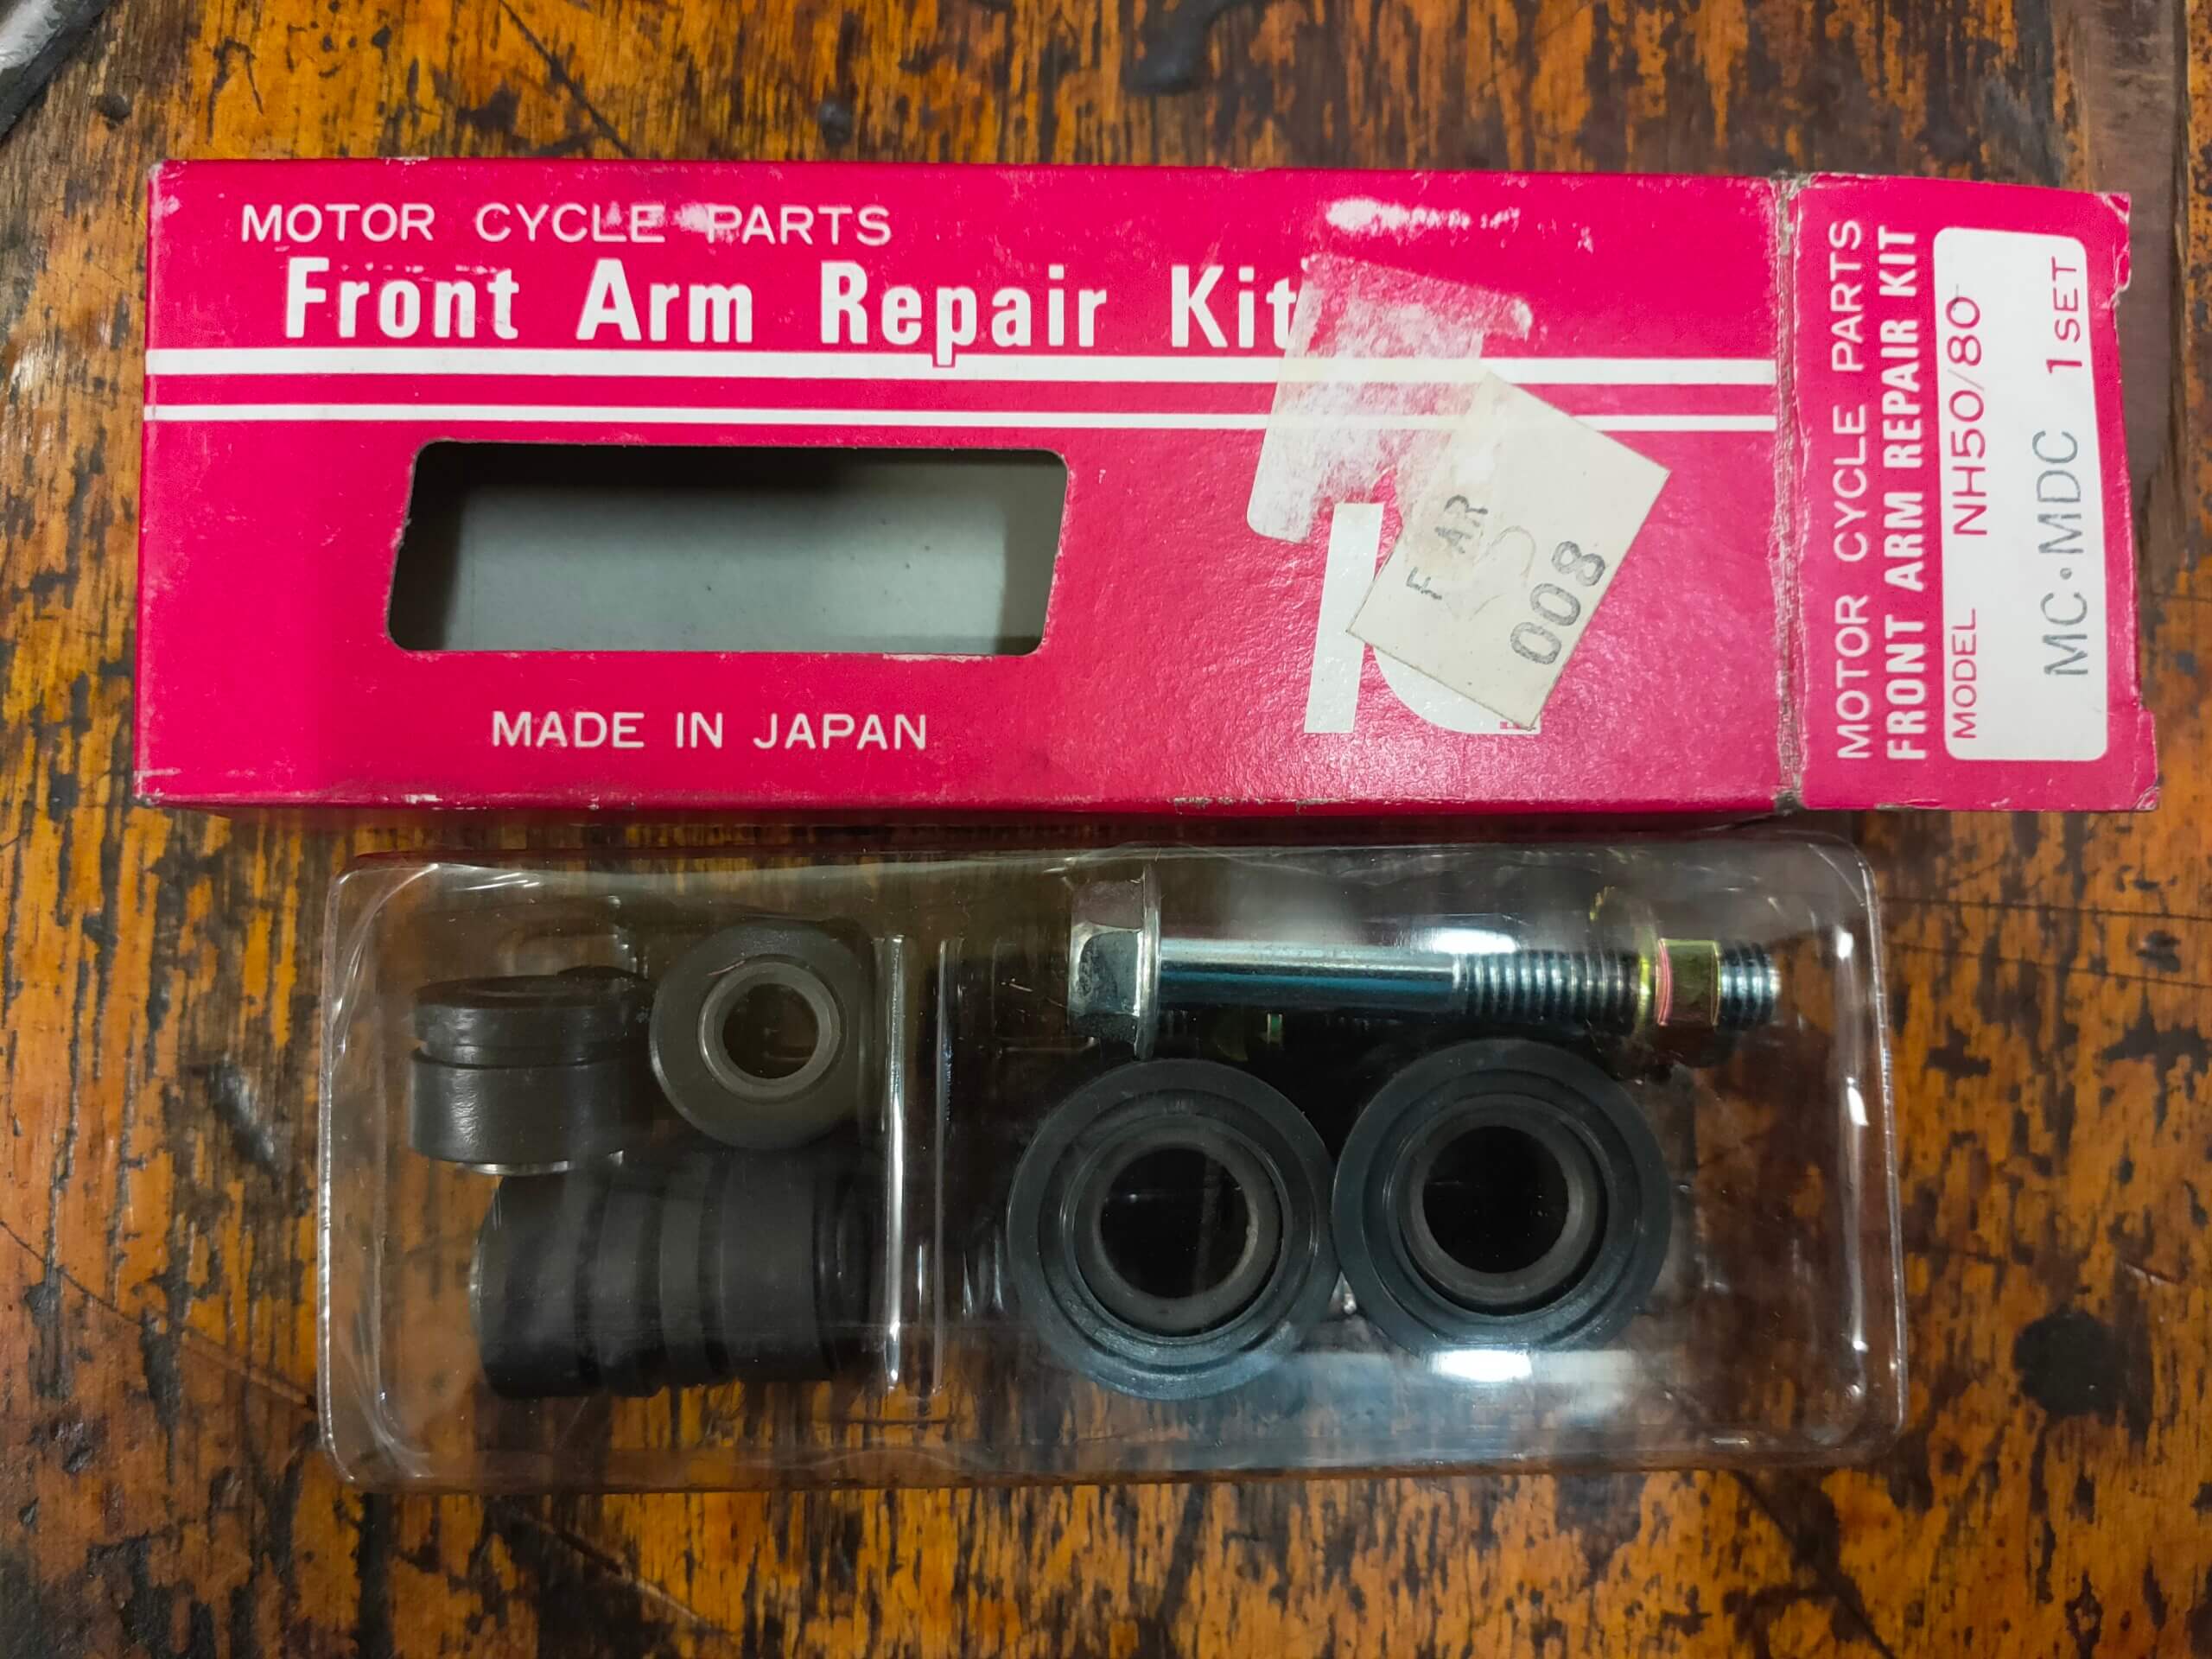 MOTOR CYCLE PARTS
Front Arm Repair Kit
MADE IN JAPAN
008
MOTOR CYCLE PARTS
FRONT ARM REPAIR KIT
MODEL NH50/80
MC·MDC 1SET